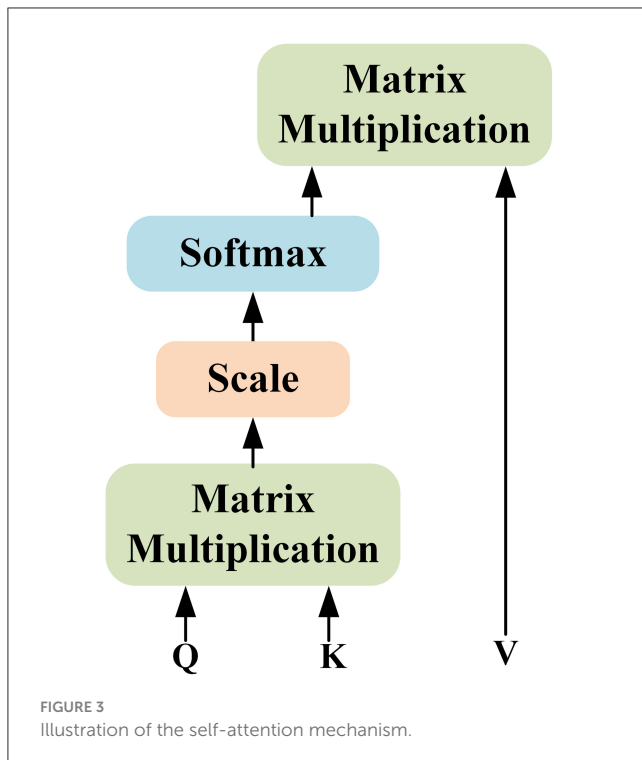 Matrix
Multiplication
Softmax
Scale
Matrix
Multiplication
Q K V
FIGURE 3
Illustration of the self-attention mechanism.